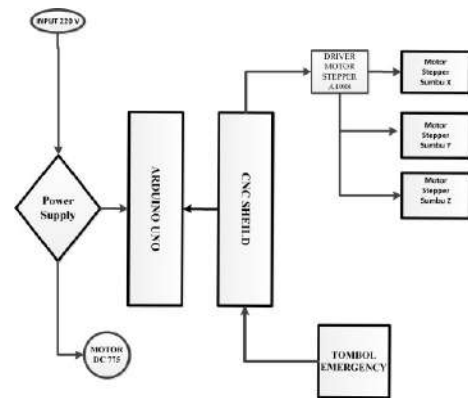 INPUT 220 V
DRIVER
MOTOR
STEPPER
Motor
Stepper
Sumbu X
Motor
Stepper
Sumbu Y
Motor
Stepper
Sumbu Z
Power
Supply
ARDUINO UNO
CNC SHEILD
MOTOR
DC 775
TOMBOL
EMERGENCY